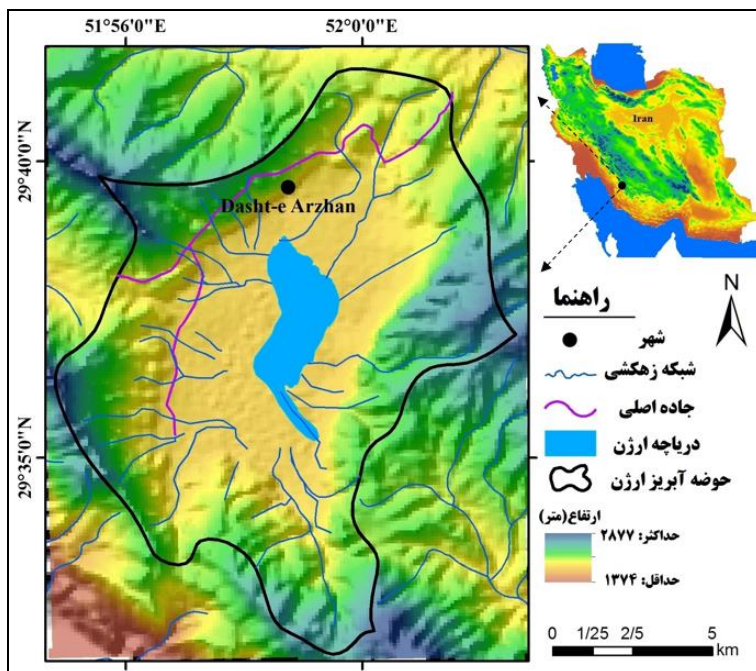 51°56'0"E
52°0'0"E
29°40'0"N
29°35'0"N
Dasht-e Arzhan
Iran
N
راهنما
شهر
شبکه زهکشی
جاده اصلی
دریاچه ارژن
حوضه آبریز ارژن
ارتفاع(متر)
حداکثر: ۲۸۷۷
حداقل: ۱۳۷۴
0 1/25 2/5 5
km